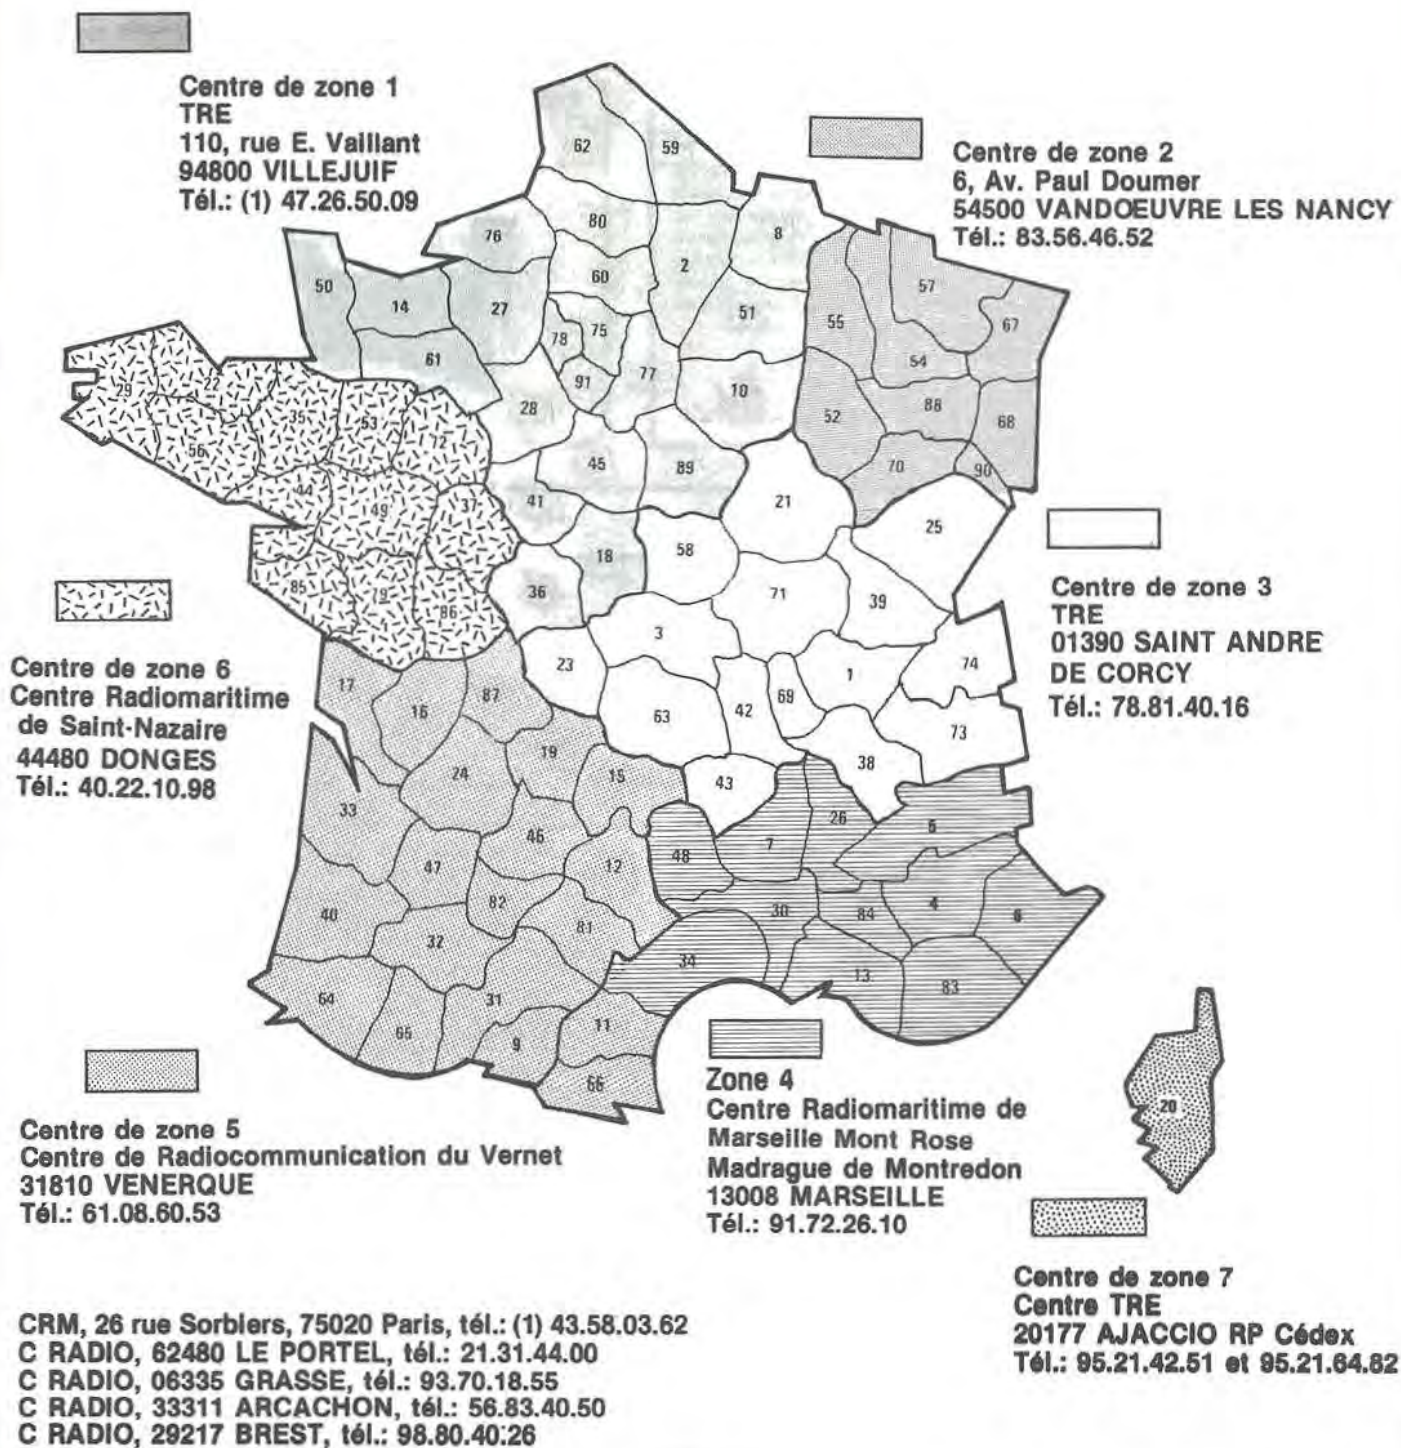 Centre de zone 1
TRE
110, rue E. Vaillant
94800 VILLEJUIF
Tél.: (1) 47.26.50.09
Centre de zone 2
6, Av. Paul Doumer
54500 VANDŒUVRE LES NANCY
Tél.: 83.56.46.52
62
59
80
8
76
60
2
50
14
27
51
57
67
55
78
75
61
77
54
91
10
28
52
88
68
29
22
35
53
72
56
45
89
70
90
44
49
37
41
21
25
18
58
36
85
79
86
71
39
3
23
1
74
17
16
87
63
42
69
73
19
38
24
15
43
33
46
26
5
7
48
47
12
82
40
30
84
4
6
32
81
34
13
83
64
65
31
9
11
66
20
Centre de zone 3
TRE
01390 SAINT ANDRE
DE CORCY
Tél.: 78.81.40.16
Centre de zone 6
Centre Radiomaritime
de Saint-Nazaire
44480 DONGES
Tél.: 40.22.10.98
Centre de zone 5
Centre de Radiocommunication du Vernet
31810 VENERQUE
Tél.: 61.08.60.53
Zone 4
Centre Radiomaritime de
Marseille Mont Rose
Madrague de Montredon
13008 MARSEILLE
Tél.: 91.72.26.10
Centre de zone 7
Centre TRE
20177 AJACCIO RP Cédex
Tél.: 95.21.42.51 et 95.21.64.82
CRM, 26 rue Sorbiers, 75020 Paris, tél.: (1) 43.58.03.62
C RADIO, 62480 LE PORTEL, tél.: 21.31.44.00
C RADIO, 06335 GRASSE, tél.: 93.70.18.55
C RADIO, 33311 ARCACHON, tél.: 56.83.40.50
C RADIO, 29217 BREST, tél.: 98.80.40.26